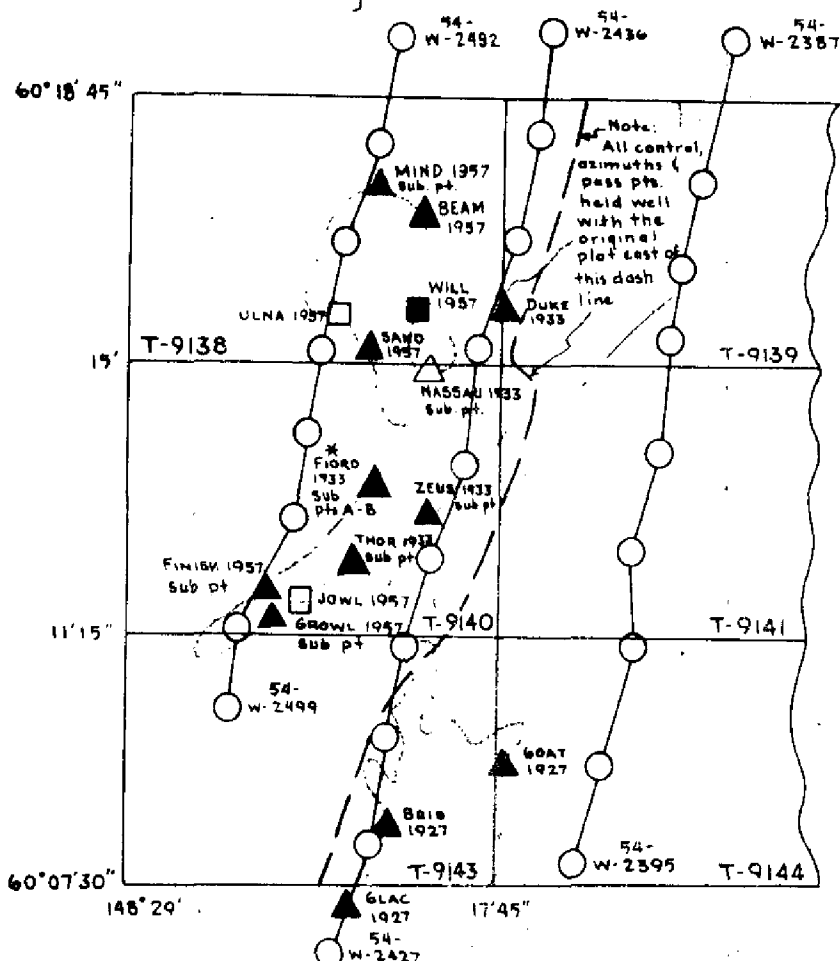 54-
W-2492
54-
W-2436
54-
W-2387
60° 18' 45"
Note:
All control,
azimuths &
pass pts.
held well
with the
original
plot east of
this dash
line
MIND 1957
Sub. pt.
BEAM
1957
WILL
1957
ULNA 1957
DUKE
1933
SAND
1957
T-9138
T-9139
15'
NASSAU 1933
Sub. pt.
*
FIORD
1933
Sub
pts A-B
ZEUS 1933
Sub pt
THOR 1933
Sub pt
FINISH 1957
Sub pt
JOWL 1957
GROWL 1957
Sub pt
T-9140
T-9141
11' 15"
54-
W-2499
GOAT
1927
1927
54-
W-2395
T-9143
T-9144
60° 07' 30"
148° 29'
17' 45"
GLAC
1927
54-
W-2427